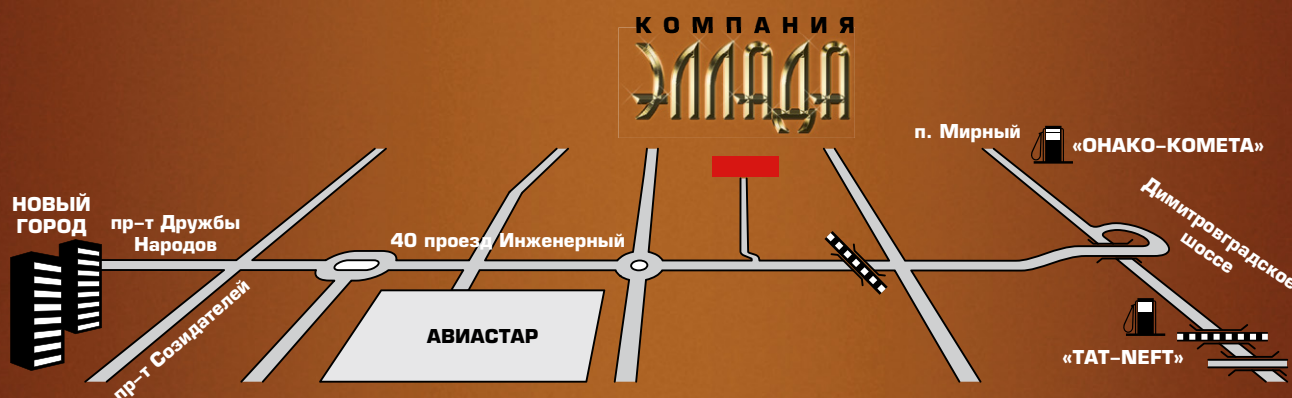 КОМПАНИЯ
ЭЛЛАДА
п. Мирный
«ОНАКО-КОМЕТА»
НОВЫЙ
ГОРОД
пр-т Дружбы
Народов
40 проезд Инженерный
Димитровградское
шоссе
пр-т Созидателей
АВИАСТАР
«TAT-NEFT»